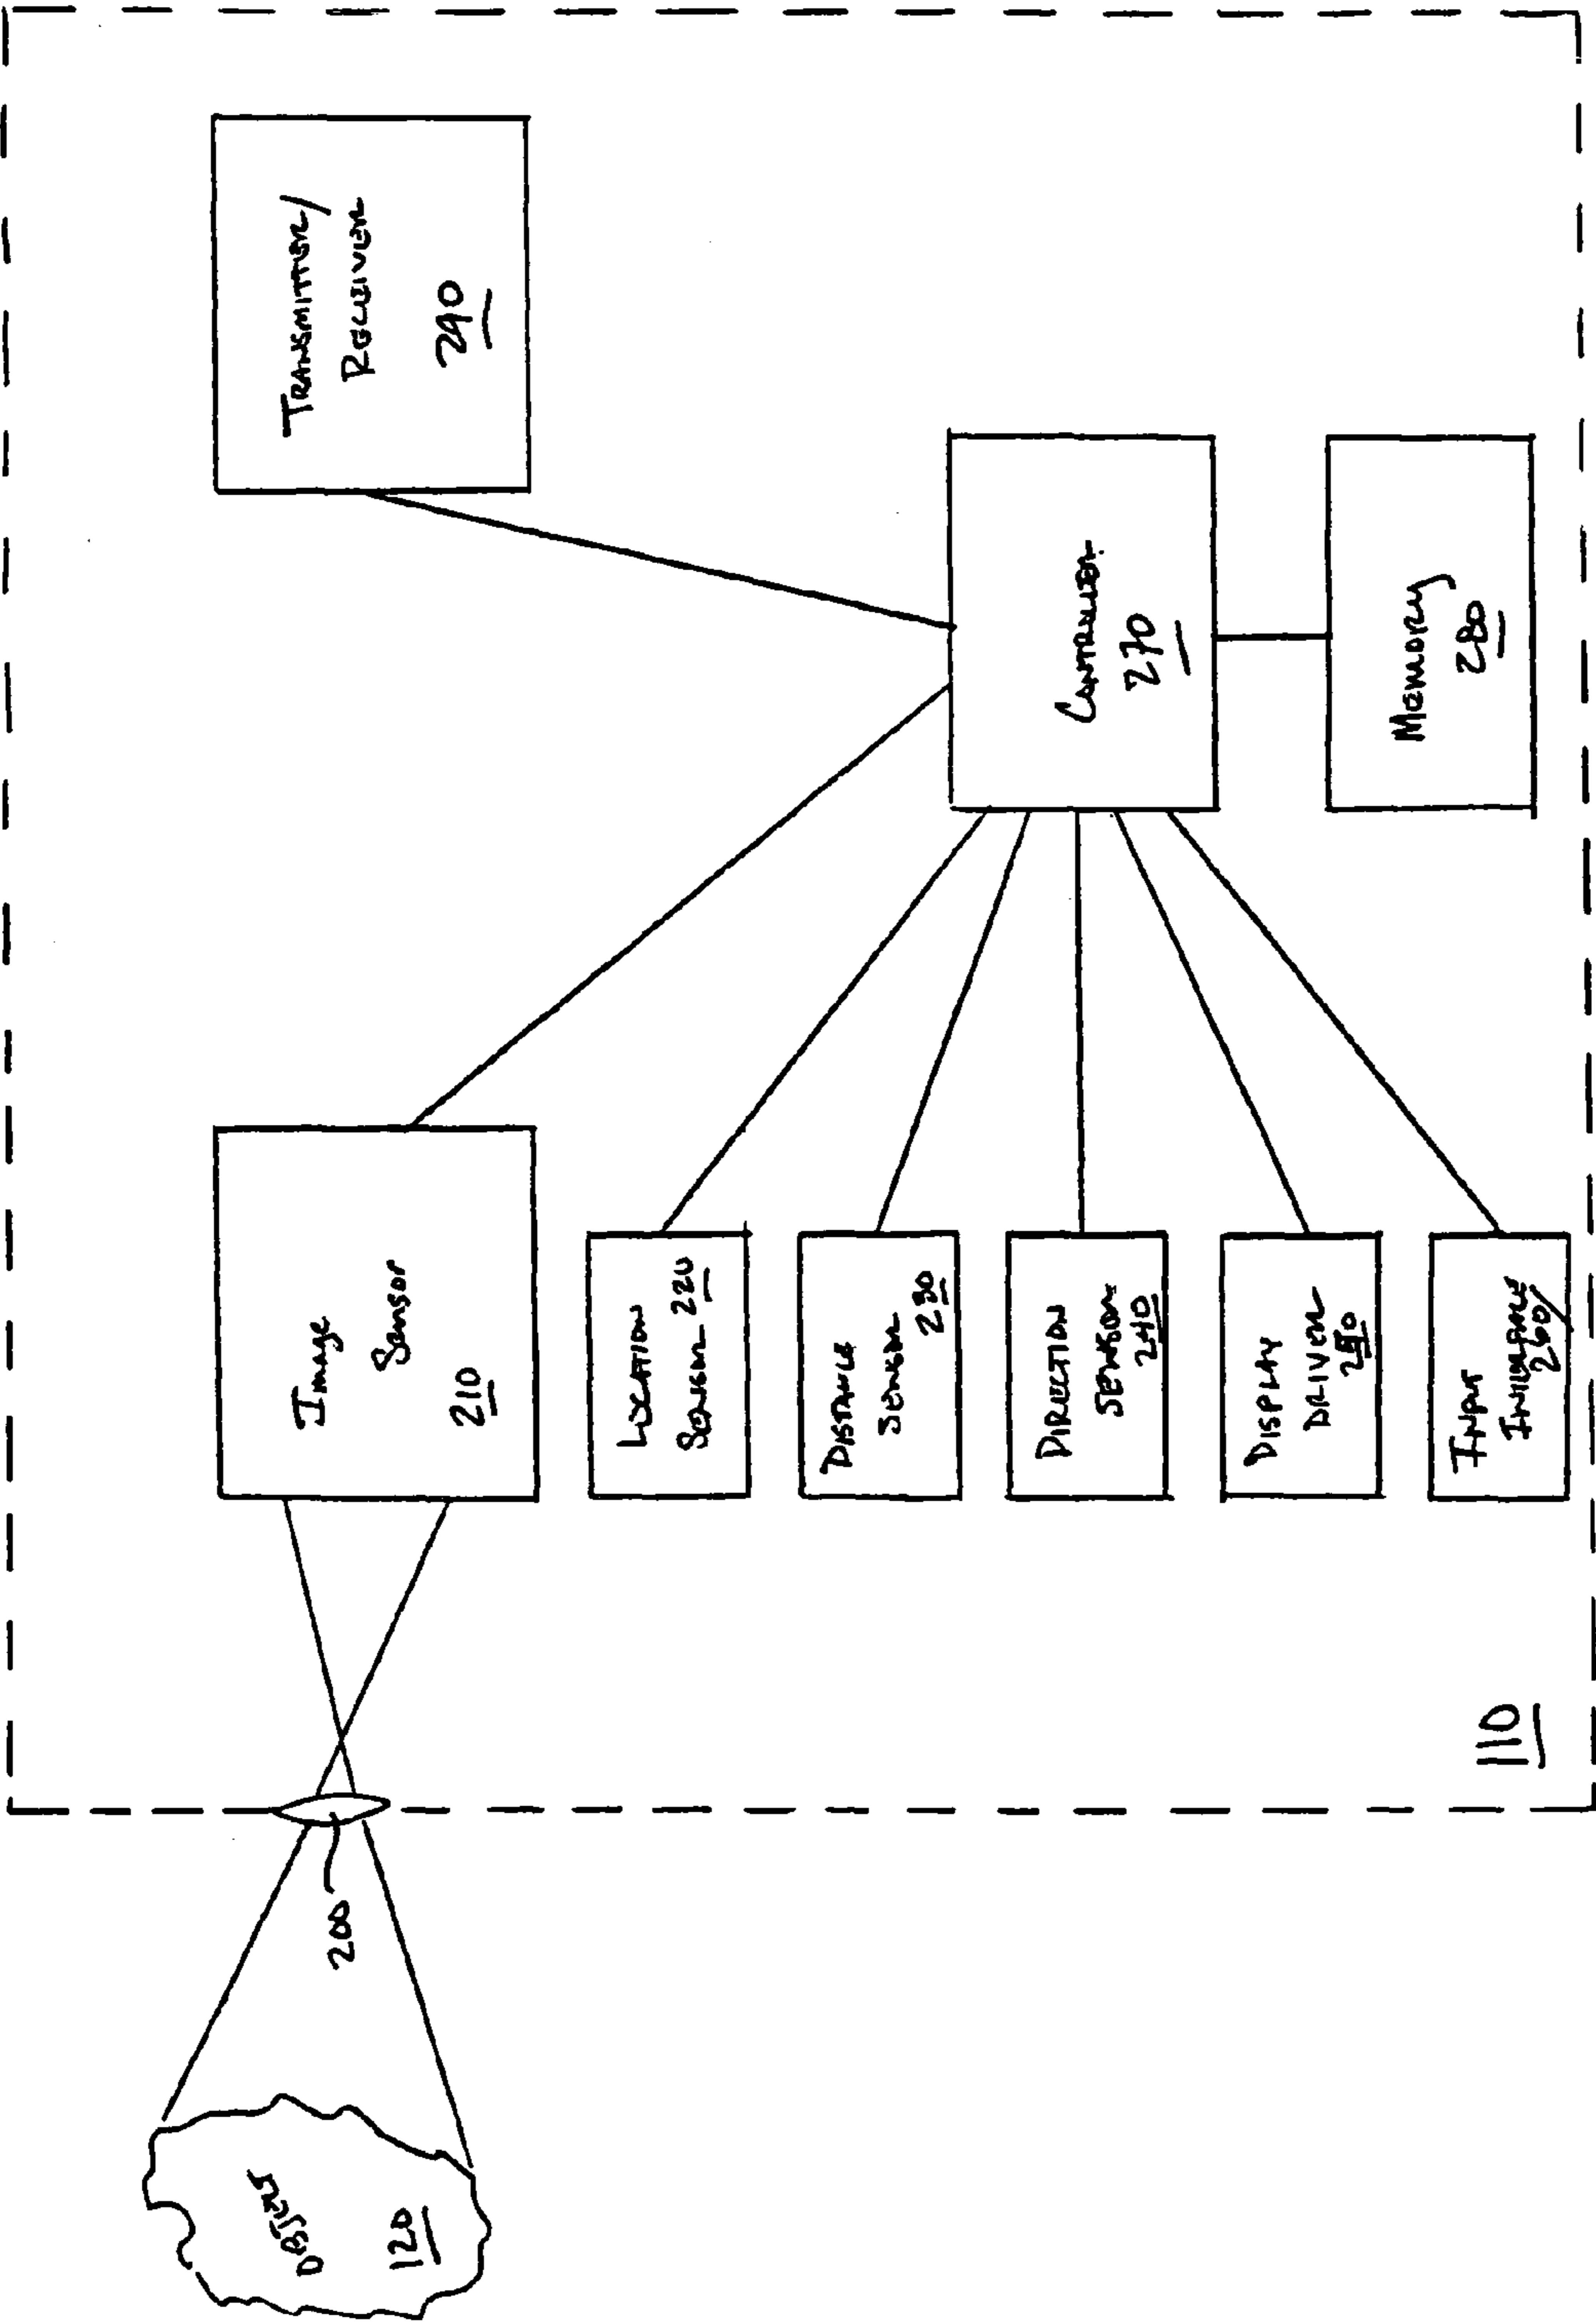 TRANSMITTER/
RECEIVER
290
Image
Sensor
210
LOCATION
SENSOR 220
DISTANCE
SENSOR 230
DIRECTION
SENSOR
240
DISPLAY
DRIVER
250
INPUT
INTERFACE
260
CONTROLLER
270
MEMORY
280
200
120
110